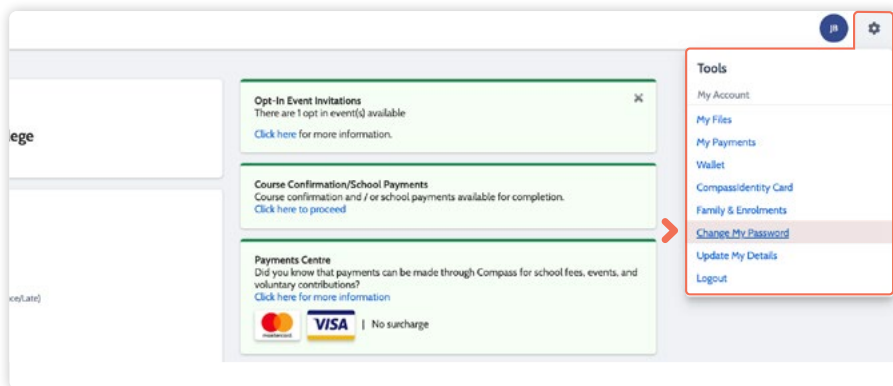 JB
Tools
My Account
My Files
My Payments
Wallet
CompassIdentity Card
Family & Enrolments
Change My Password
Update My Details
Logout
lege
Opt-In Event Invitations
There are 1 opt in event(s) available
Click here for more information.
Course Confirmation/School Payments
Course confirmation and / or school payments available for completion.
Click here to proceed
Payments Centre
Did you know that payments can be made through Compass for school fees, events, and
voluntary contributions?
Click here for more information
mastercard VISA | No surcharge
nce/Late)